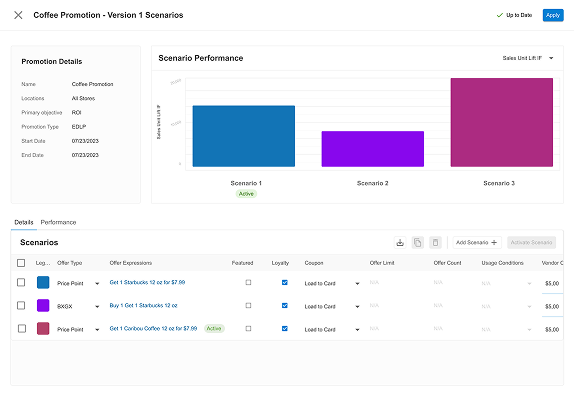 Coffee Promotion - Version 1 Scenarios
Up to Date
Apply
Promotion Details
Name Coffee Promotion
Locations All Stores
Primary objective ROI
Promotion Type EDLP
Start Date 07/23/2023
End Date 07/23/2023
Scenario Performance
Sales Unit Lift IF
Sales Unit Lift IF
0
Scenario 1 Scenario 2 Scenario 3
Active
Details Performance
Scenarios
Add Scenario +
Activate Scenario
Leg... Offer Type Offer Expressions Featured Loyalty Coupon Offer Limit Offer Count Usage Conditions Vendor C
Price Point Get 1 Starbucks 12 oz for $7.99 Load to Card N/A N/A N/A $5.00
BXGX Buy 1 Get 1 Starbucks 12 oz Load to Card N/A N/A N/A $5.00
Price Point Get 1 Caribou Coffee 12 oz for $7.99 Active Load to Card N/A N/A N/A $5.00